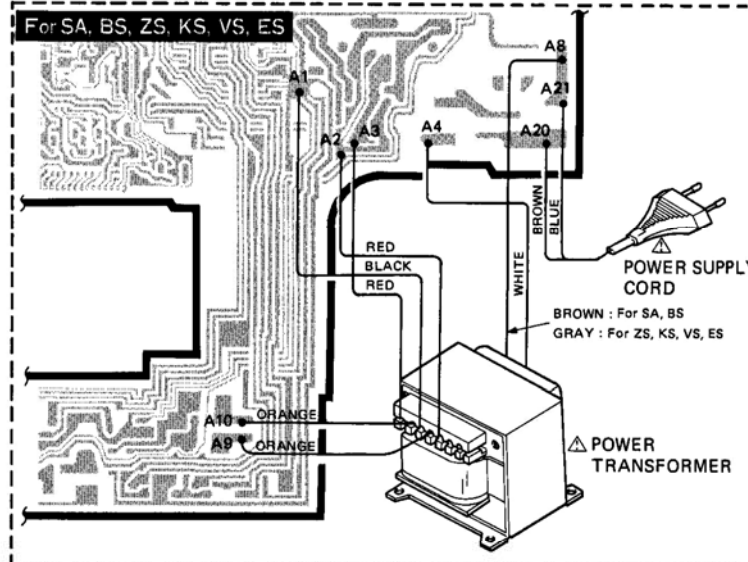 For SA, BS, ZS, KS, VS, ES
A8
A1
A21
A2
A3
A4
A20
BROWN
BLUE
RED
BLACK
RED
WHITE
POWER SUPPLY
CORD
BROWN : For SA, BS
GRAY : For ZS, KS, VS, ES
A10
ORANGE
A9
ORANGE
POWER
TRANSFORMER